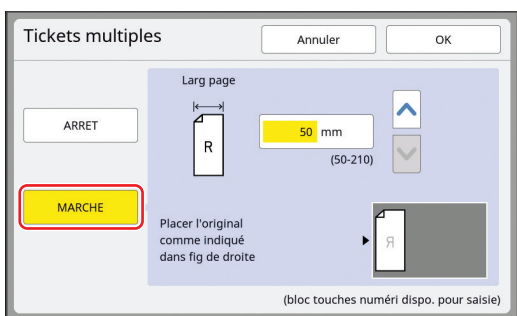 Tickets multiples
Annuler
OK
Larg page
ARRET
R
50 mm
(50-210)
MARCHE
Placer l'original
comme indiqué
dans fig de droite
R
(bloc touches numéri dispo. pour saisie)